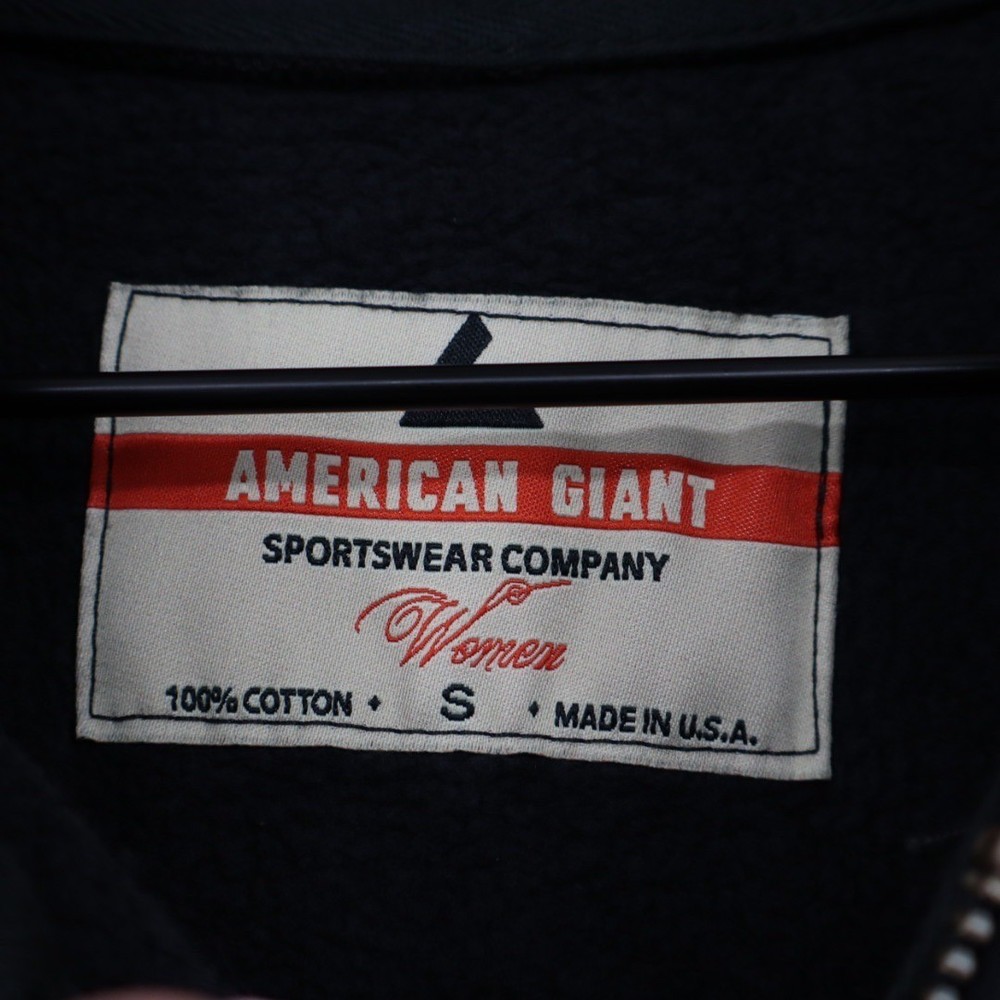 AMERICAN GIANT
SPORTSWEAR COMPANY
Women
100% COTTON • S • MADE IN U.S.A.